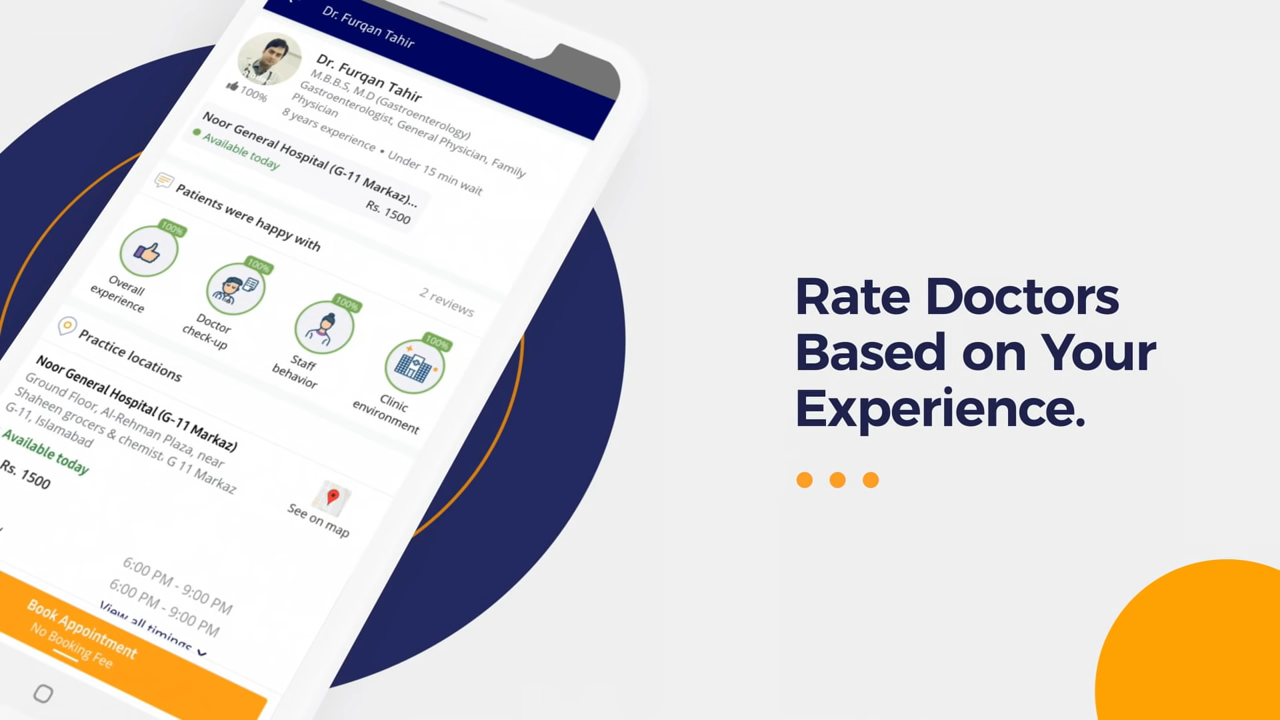 Dr. Furqan Tahir
Dr. Furqan Tahir
M.B.B.S, M.D (Gastroenterology)
Gastroenterologist, General Physician, Family
Physician
8 years experience • Under 15 min wait
100%
Noor General Hospital (G-11 Markaz)...
Available today
Rs. 1500
Patients were happy with
2 reviews
100%
Overall
experience
100%
Doctor
check-up
100%
Staff
behavior
100%
Clinic
environment
Practice locations
Noor General Hospital (G-11 Markaz)
Ground Floor, Al-Rehman Plaza, near
Shaheen grocers & chemist. G 11 Markaz
G-11, Islamabad
Available today
Rs. 1500
See on map
6:00 PM - 9:00 PM
6:00 PM - 9:00 PM
View all timings
Book Appointment
No Booking Fee
Rate Doctors
Based on Your
Experience.